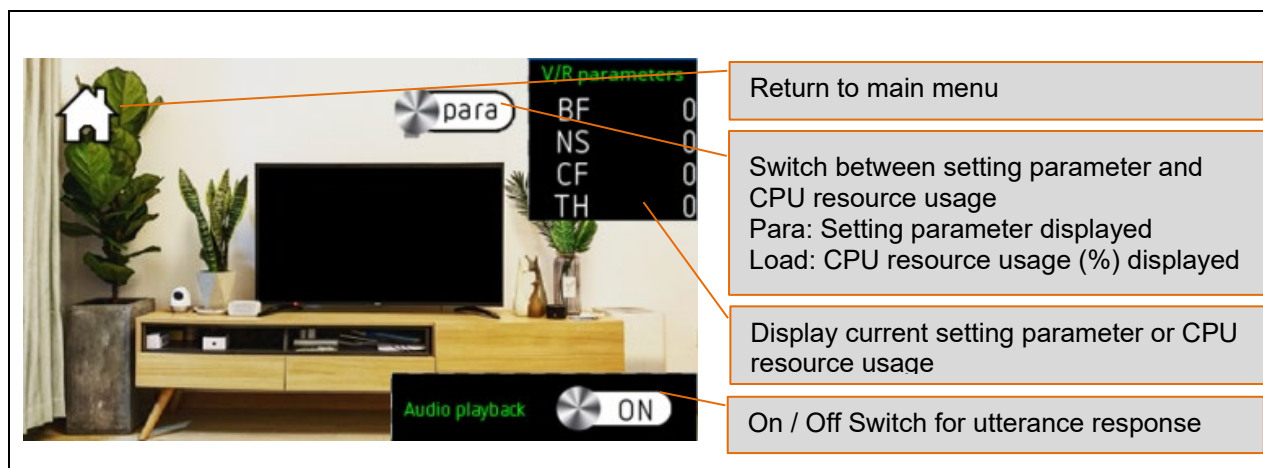 V/R parameters
para
BF 0
NS 0
CF 0
TH 0
Audio playback ON
Return to main menu
Switch between setting parameter and
CPU resource usage
Para: Setting parameter displayed
Load: CPU resource usage (%) displayed
Display current setting parameter or CPU
resource usage
On / Off Switch for utterance response